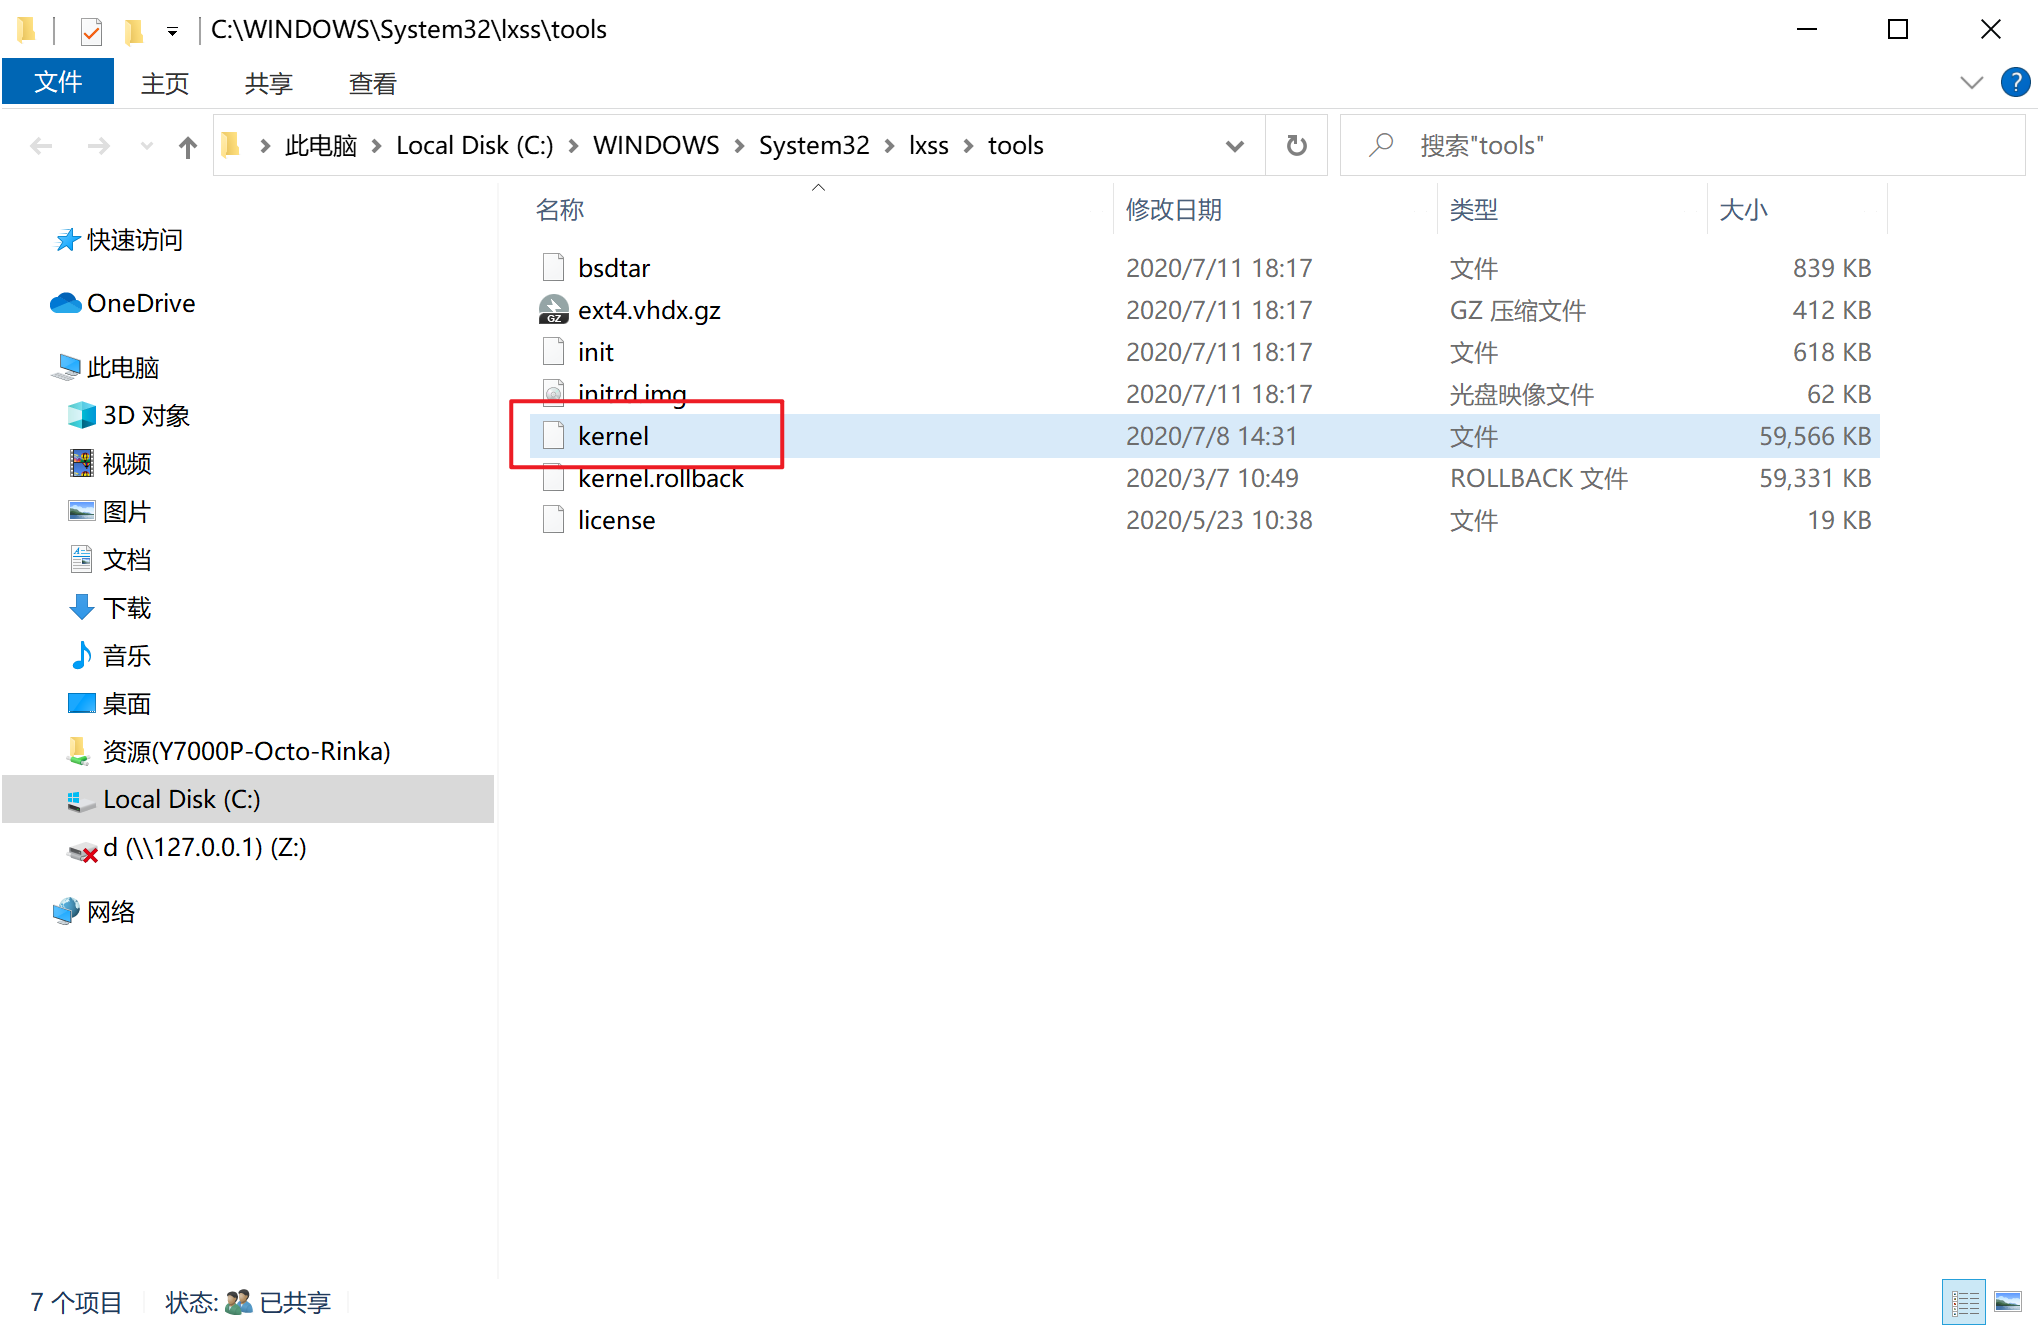 C:\WINDOWS\System32\lxss\tools
文件 主页 共享 查看
此电脑 Local Disk (C:) WINDOWS System32 lxss tools 搜索"tools"
名称 修改日期 类型 大小
快速访问
OneDrive
此电脑
3D 对象
视频
图片
文档
下载
音乐
桌面
资源(Y7000P-Octo-Rinka)
Local Disk (C:)
d (\\127.0.0.1) (Z:)
网络
bsdtar 2020/7/11 18:17 文件 839 KB
ext4.vhdx.gz 2020/7/11 18:17 GZ 压缩文件 412 KB
init 2020/7/11 18:17 文件 618 KB
initrd.img 2020/7/11 18:17 光盘映像文件 62 KB
kernel 2020/7/8 14:31 文件 59,566 KB
kernel.rollback 2020/3/7 10:49 ROLLBACK 文件 59,331 KB
license 2020/5/23 10:38 文件 19 KB
7 个项目 状态: 已共享